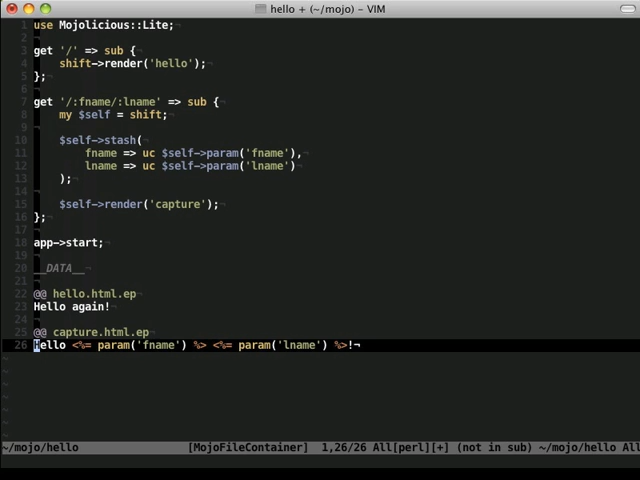 hello + (~/mojo) – VIM
1 use Mojolicious::Lite;¬
2 ¬
3 get '/' => sub {¬
4 shift->render('hello');¬
5 };¬
6 ¬
7 get '/:fname/:lname' => sub {¬
8 my $self = shift;¬
9 ¬
10 $self->stash(¬
11 fname => uc $self->param('fname'),¬
12 lname => uc $self->param('lname')¬
13 );¬
14 ¬
15 $self->render('capture');¬
16 };¬
17 ¬
18 app->start;¬
19 ¬
20 __DATA__¬
21 ¬
22 @@ hello.html.ep¬
23 Hello again!¬
24 ¬
25 @@ capture.html.ep¬
26 Hello <%= param('fname') %> <%= param('lname') %>!¬
~
~
~
~
~
~
~
~/mojo/hello [MojoFileContainer] 1,26/26 All[perl][+] (not in sub) ~/mojo/hello All